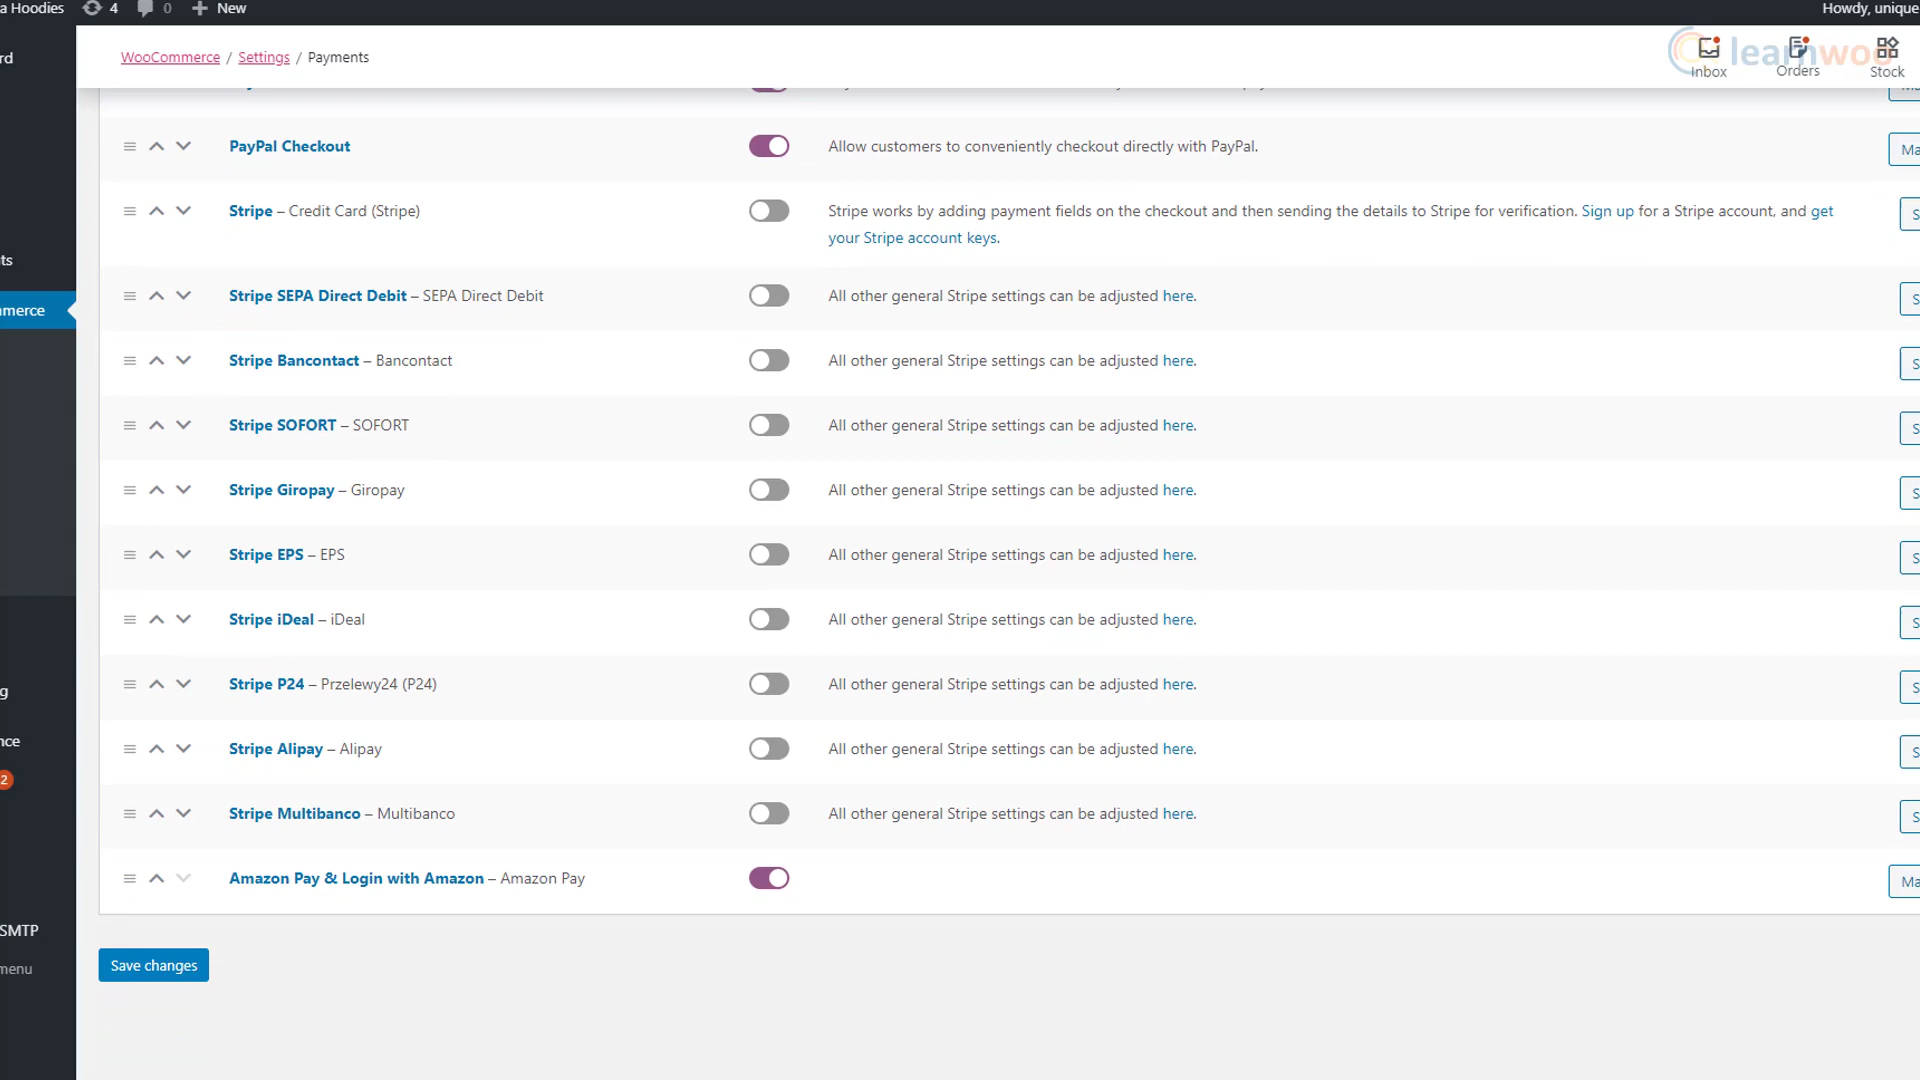 a Hoodies 4 0 New Howdy, unique
rd
WooCommerce / Settings / Payments
learnwoo
Inbox Orders Stock
PayPal Checkout Allow customers to conveniently checkout directly with PayPal. Ma
Stripe – Credit Card (Stripe) Stripe works by adding payment fields on the checkout and then sending the details to Stripe for verification. Sign up for a Stripe account, and get S
your Stripe account keys.
ts
Stripe SEPA Direct Debit – SEPA Direct Debit All other general Stripe settings can be adjusted here. S
merce
Stripe Bancontact – Bancontact All other general Stripe settings can be adjusted here. S
Stripe SOFORT – SOFORT All other general Stripe settings can be adjusted here. S
Stripe Giropay – Giropay All other general Stripe settings can be adjusted here. S
Stripe EPS – EPS All other general Stripe settings can be adjusted here. S
Stripe iDeal – iDeal All other general Stripe settings can be adjusted here. S
Stripe P24 – Przelewy24 (P24) All other general Stripe settings can be adjusted here. S
g
nce
Stripe Alipay – Alipay All other general Stripe settings can be adjusted here. S
2
Stripe Multibanco – Multibanco All other general Stripe settings can be adjusted here. S
Amazon Pay & Login with Amazon – Amazon Pay Ma
SMTP
menu
Save changes